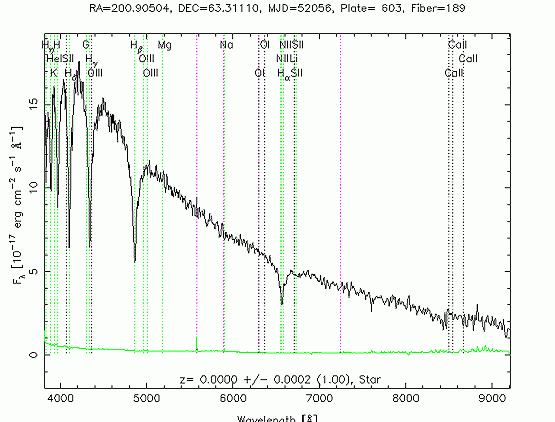 RA=200.90504, DEC=63.31110, MJD=52056, Plate= 603, Fiber=189
Hη H G Hβ Mg Na OI NII SII CaII
HeI SII Hγ OIII NII Li CaII
K Hδ OIII OIII OI Hα SII CaII
15
10
5
0
Fλ [10⁻¹⁷ erg cm⁻² s⁻¹ Å⁻¹]
z= 0.0000 +/- 0.0002 (1.00), Star
4000 5000 6000 7000 8000 9000
Wavelength [Å]